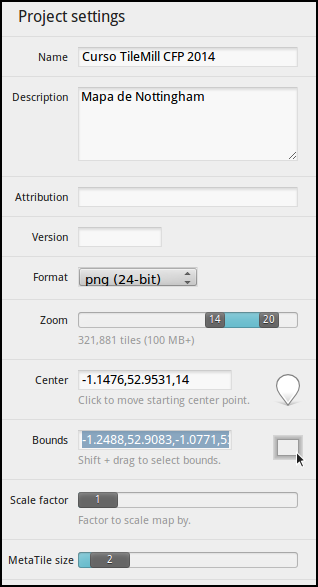 Project settings
Name Curso TileMill CFP 2014
Description Mapa de Nottingham
Attribution
Version
Format png (24-bit)
Zoom 14 20
321,881 tiles (100 MB+)
Center -1.1476,52.9531,14
Click to move starting center point.
Bounds -1.2488,52.9083,-1.0771,5
Shift + drag to select bounds.
Scale factor 1
Factor to scale map by.
MetaTile size 2